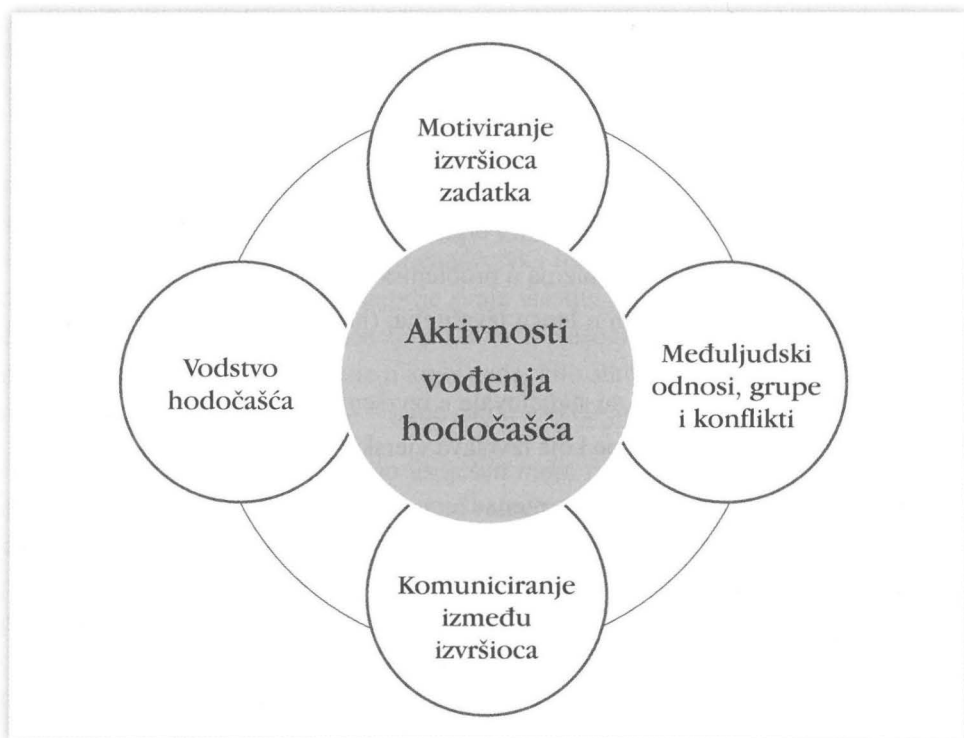 Motiviranje
izvršioca
zadatka
Vodstvo
hodočašća
Aktivnosti
vođenja
hodočašća
Međuljudski
odnosi, grupe
i konflikti
Komuniciranje
između
izvršioca